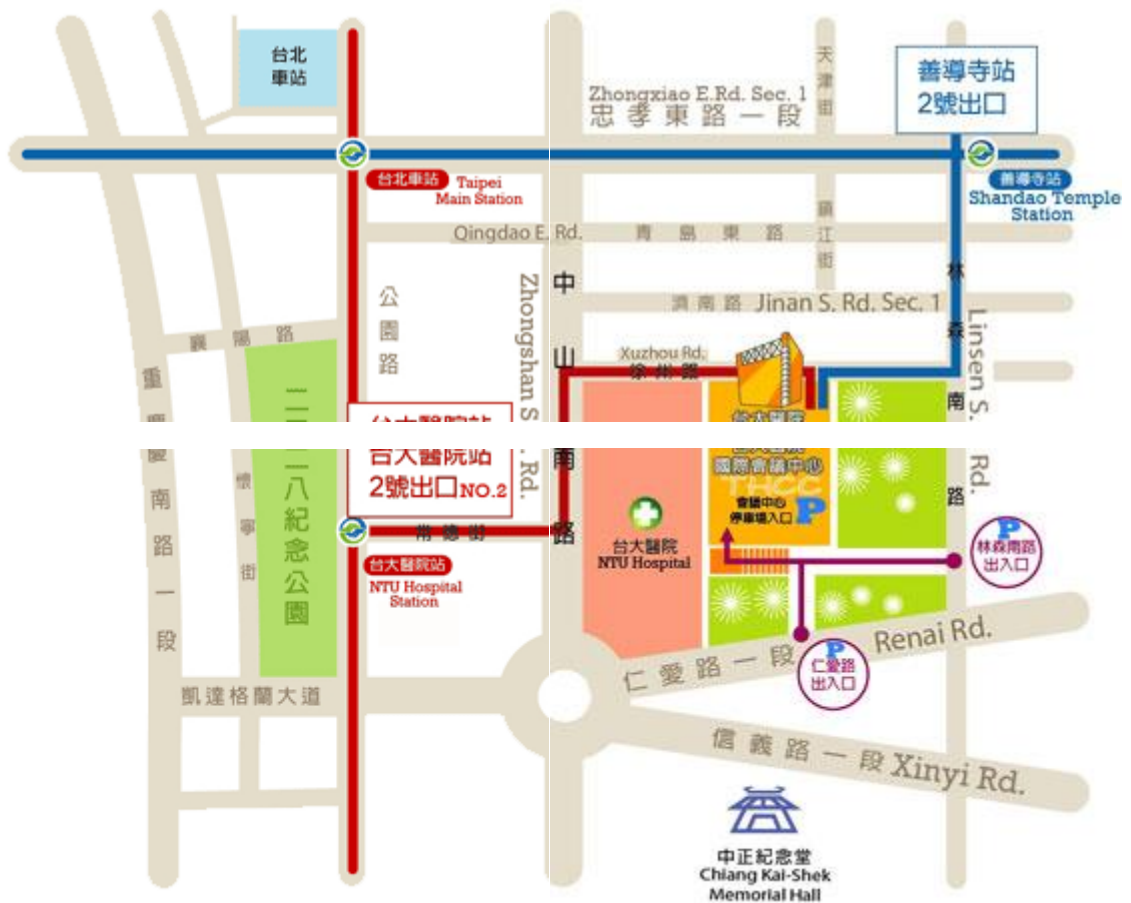 台北
車站
天津街
善導寺站
2號出口
Zhongxiao E.Rd. Sec. 1
忠孝東路一段
台北車站
Taipei
Main Station
善導寺站
Shandao Temple
Station
Qingdao E. Rd.
青島東路
鎮江街
公園路
Zhongshan S. Rd.
中山南路
濟南路 Jinan S. Rd. Sec. 1
林森南路
Linsen S. Rd.
襄陽路
Xuzhou Rd.
徐州路
重慶南路一段
懷寧街
二二八紀念公園
台大醫院站
2號出口NO.2
常德街
台大醫院站
NTU Hospital
Station
台大醫院
NTU Hospital
台大醫院
國際會議中心
THCC
會議中心
停車場入口 P
P
林森南路
出入口
P
仁愛路
出入口
仁愛路一段 Renai Rd.
凱達格蘭大道
信義路一段 Xinyi Rd.
中正紀念堂
Chiang Kai-Shek
Memorial Hall